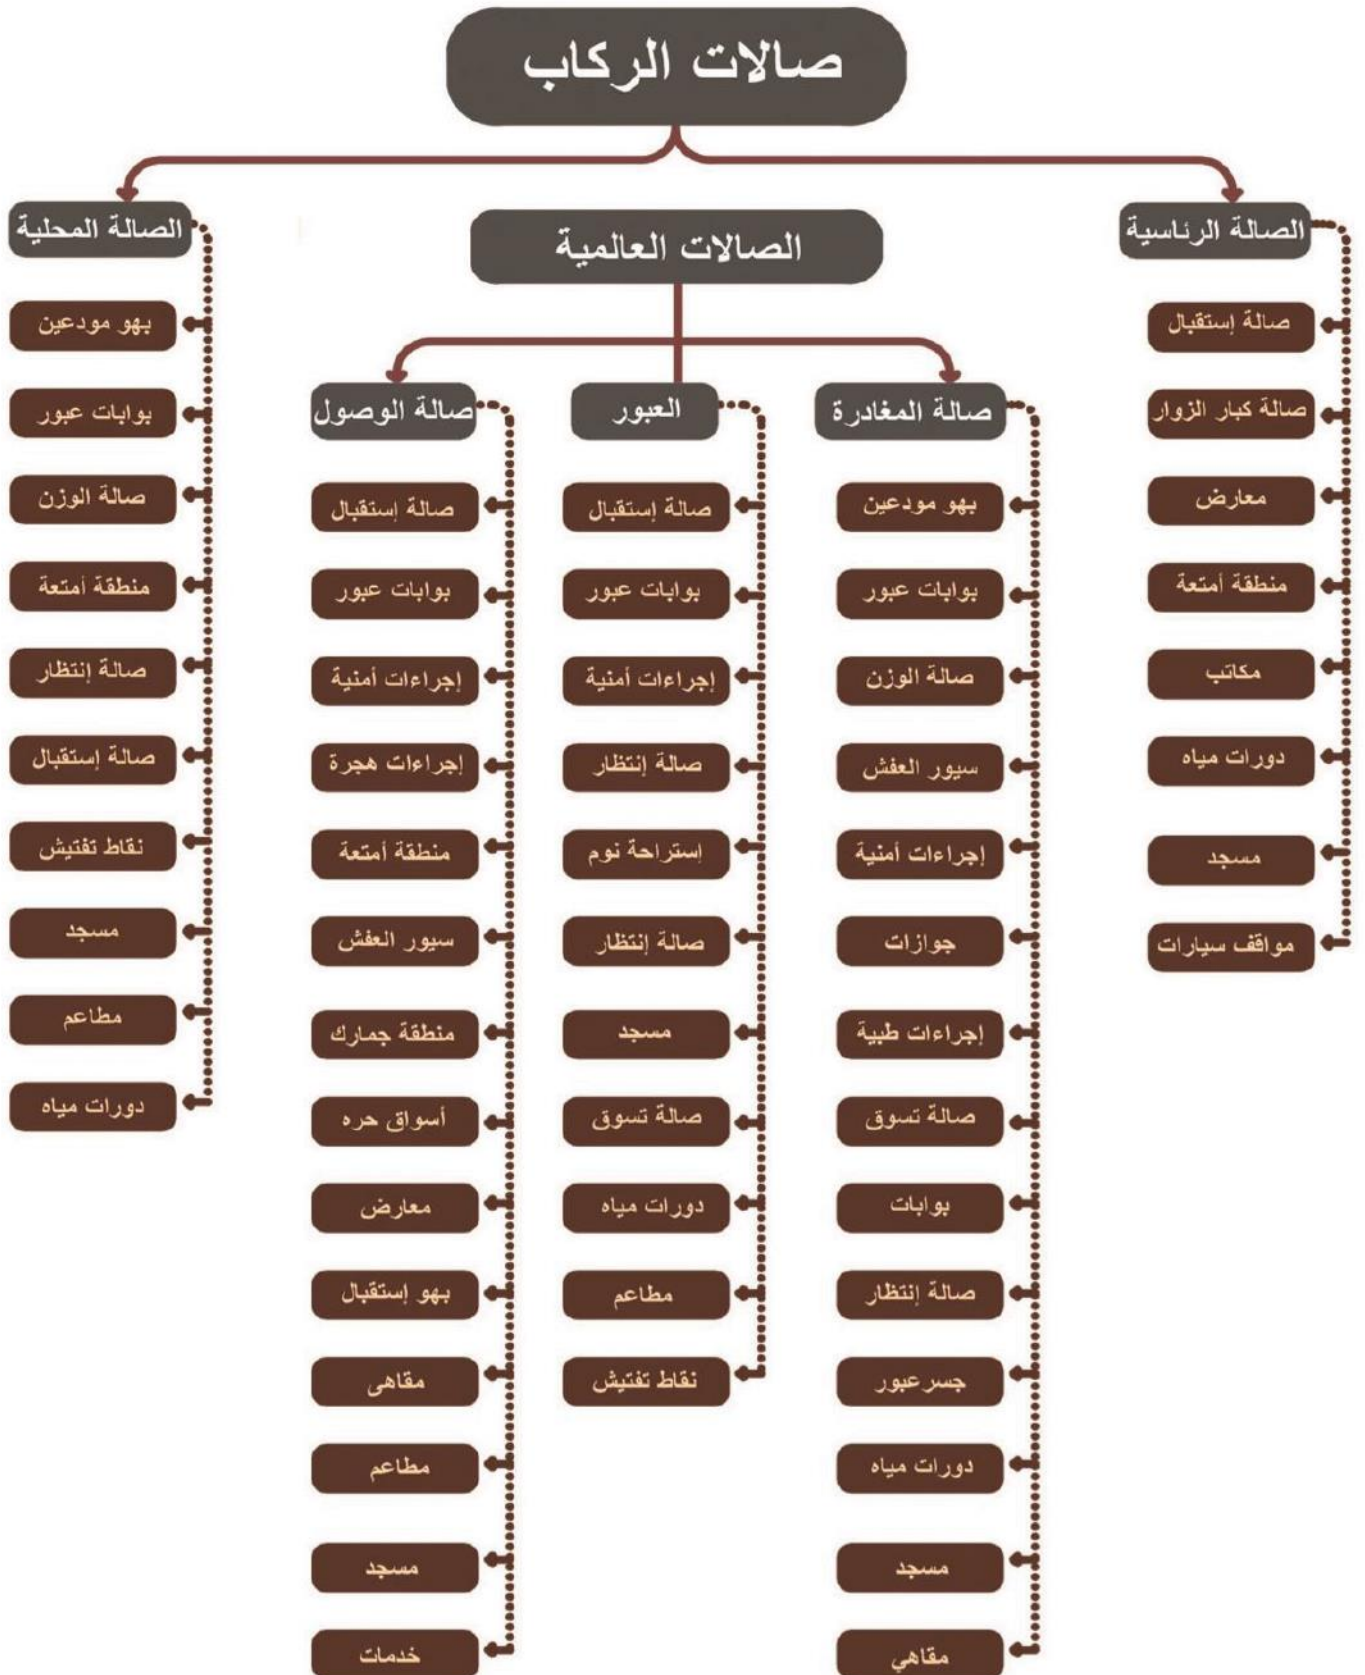 صالات الركاب
الصالة الرئاسية
صالة إستقبال
صالة كبار الزوار
معارض
منطقة أمتعة
مكاتب
دورات مياه
مسجد
مواقف سيارات
الصالات العالمية
صالة المغادرة
بهو مودعين
بوابات عبور
صالة الوزن
سيور العفش
إجراءات أمنية
جوازات
إجراءات طبية
صالة تسوق
بوابات
صالة إنتظار
جسر عبور
دورات مياه
مسجد
مقاهي
العبور
صالة إستقبال
بوابات عبور
إجراءات أمنية
صالة إنتظار
إستراحة نوم
صالة إنتظار
مسجد
صالة تسوق
دورات مياه
مطاعم
نقاط تفتيش
صالة الوصول
صالة إستقبال
بوابات عبور
إجراءات أمنية
إجراءات هجرة
منطقة أمتعة
سيور العفش
منطقة جمارك
أسواق حره
معارض
بهو إستقبال
مقاهى
مطاعم
مسجد
خدمات
الصالة المحلية
بهو مودعين
بوابات عبور
صالة الوزن
منطقة أمتعة
صالة إنتظار
صالة إستقبال
نقاط تفتيش
مسجد
مطاعم
دورات مياه